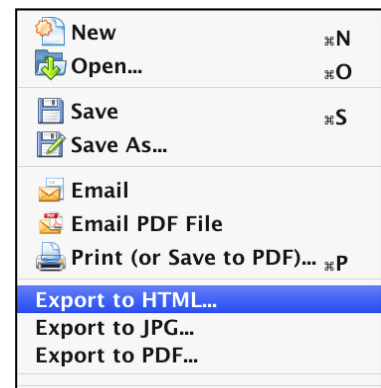 New ⌘N
Open... ⌘O
Save ⌘S
Save As...
Email
Email PDF File
Print (or Save to PDF)... ⌘P
Export to HTML...
Export to JPG...
Export to PDF...